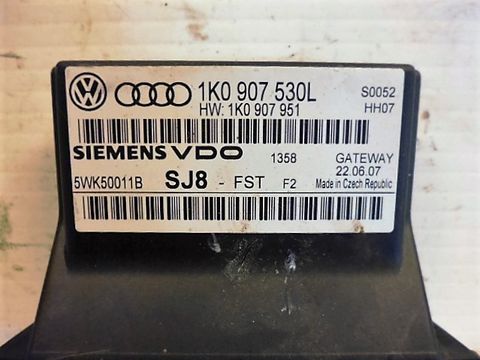 1K0 907 530L S0052
HW: 1K0 907 951 HH07
SIEMENS VDO 1358 GATEWAY
22.06.07
5WK50011B SJ8 - FST F2 Made in Czech Republic